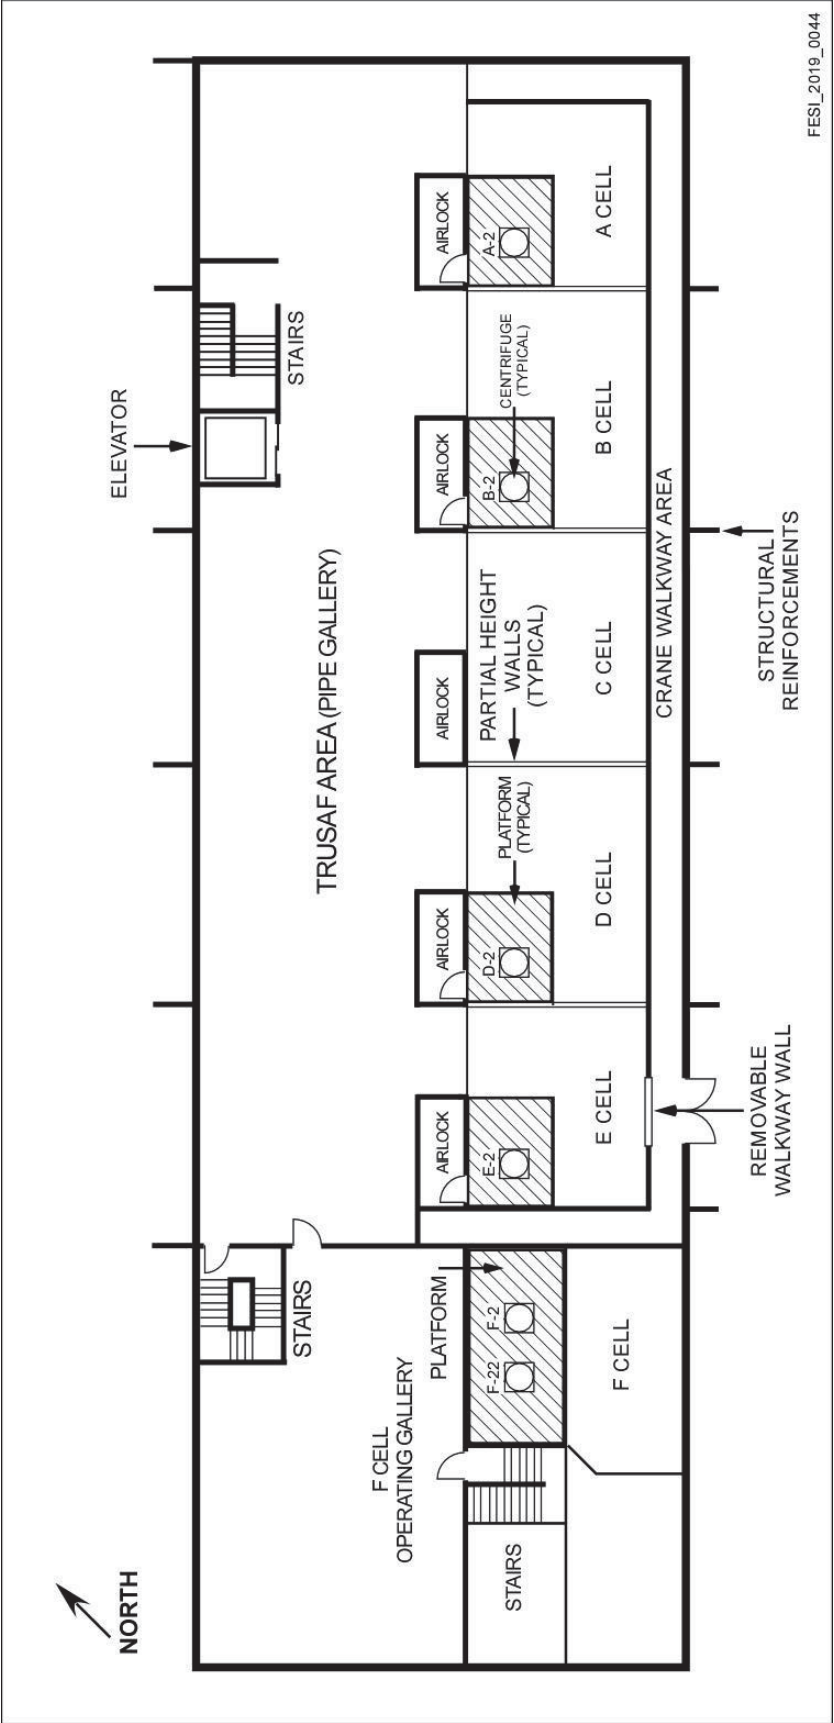 FESI_2019_0044
ELEVATOR
STAIRS
AIRLOCK
A-2
A CELL
TRUSAF AREA (PIPE GALLERY)
AIRLOCK
B-2
CENTRIFUGE
(TYPICAL)
B CELL
AIRLOCK
PARTIAL HEIGHT
WALLS
(TYPICAL)
C CELL
CRANE WALKWAY AREA
STRUCTURAL
REINFORCEMENTS
AIRLOCK
D-2
PLATFORM
(TYPICAL)
D CELL
AIRLOCK
E-2
E CELL
REMOVABLE
WALKWAY WALL
STAIRS
PLATFORM
F-2
F-22
F CELL
F CELL
OPERATING GALLERY
STAIRS
NORTH